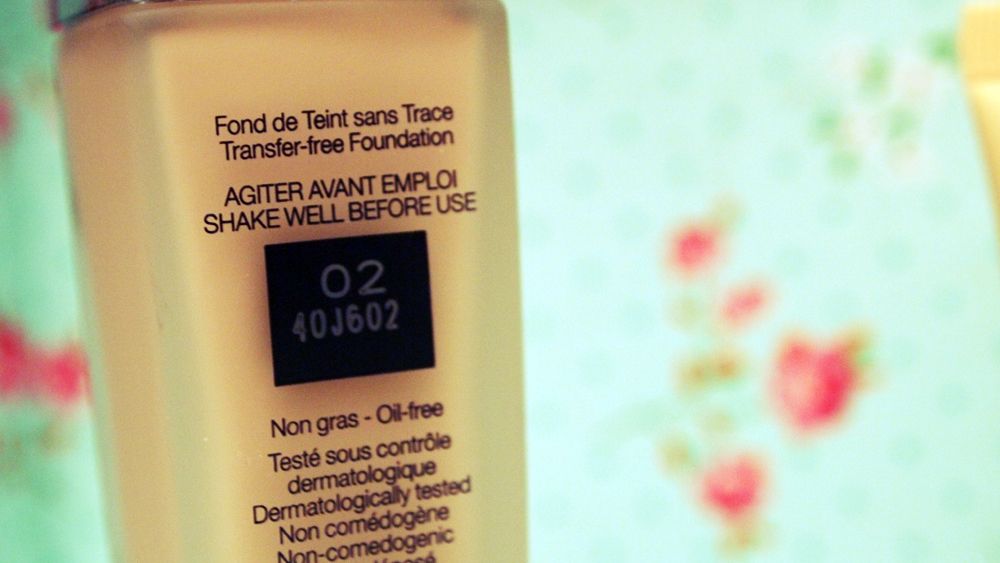 Fond de Teint sans Trace
Transfer-free Foundation
AGITER AVANT EMPLOI
SHAKE WELL BEFORE USE
02
40J602
Non gras - Oil-free
Testé sous contrôle
dermatologique
Dermatologically tested
Non comédogène
Non-comedogenic